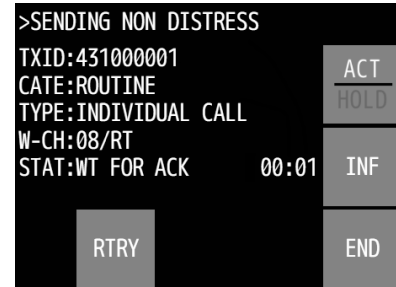 >SENDING NON DISTRESS
TXID:431000001
CATE:ROUTINE
TYPE:INDIVIDUAL CALL
W-CH:08/RT
STAT:WT FOR ACK 00:01
ACT
HOLD
INF
RTRY
END